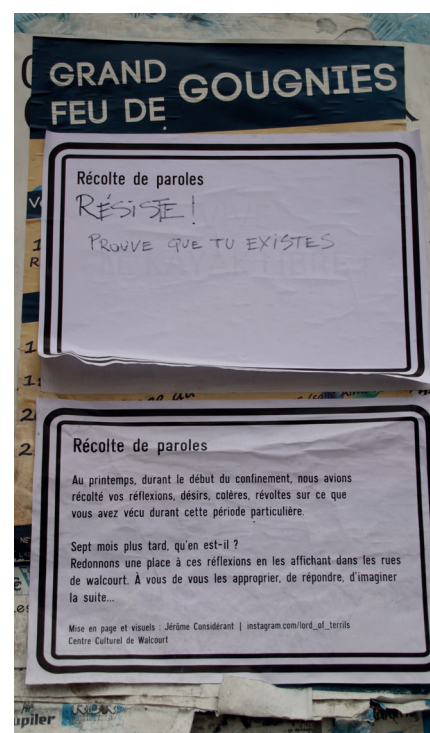 GRAND
FEU DE GOUGNIES
Récolte de paroles
RÉSISTE !
PROUVE QUE TU EXISTES
Récolte de paroles
Au printemps, durant le début du confinement, nous avions
récolté vos réflexions, désirs, colères, révoltes sur ce que
vous avez vécu durant cette période particulière.
Sept mois plus tard, qu'en est-il ?
Redonnons une place à ces réflexions en les affichant dans les rues
de walcourt. À vous de vous les approprier, de répondre, d'imaginer
la suite...
Mise en page et visuels : Jérôme Considérant | instagram.com/lord_of_terrils
Centre Culturel de Walcourt
upiler